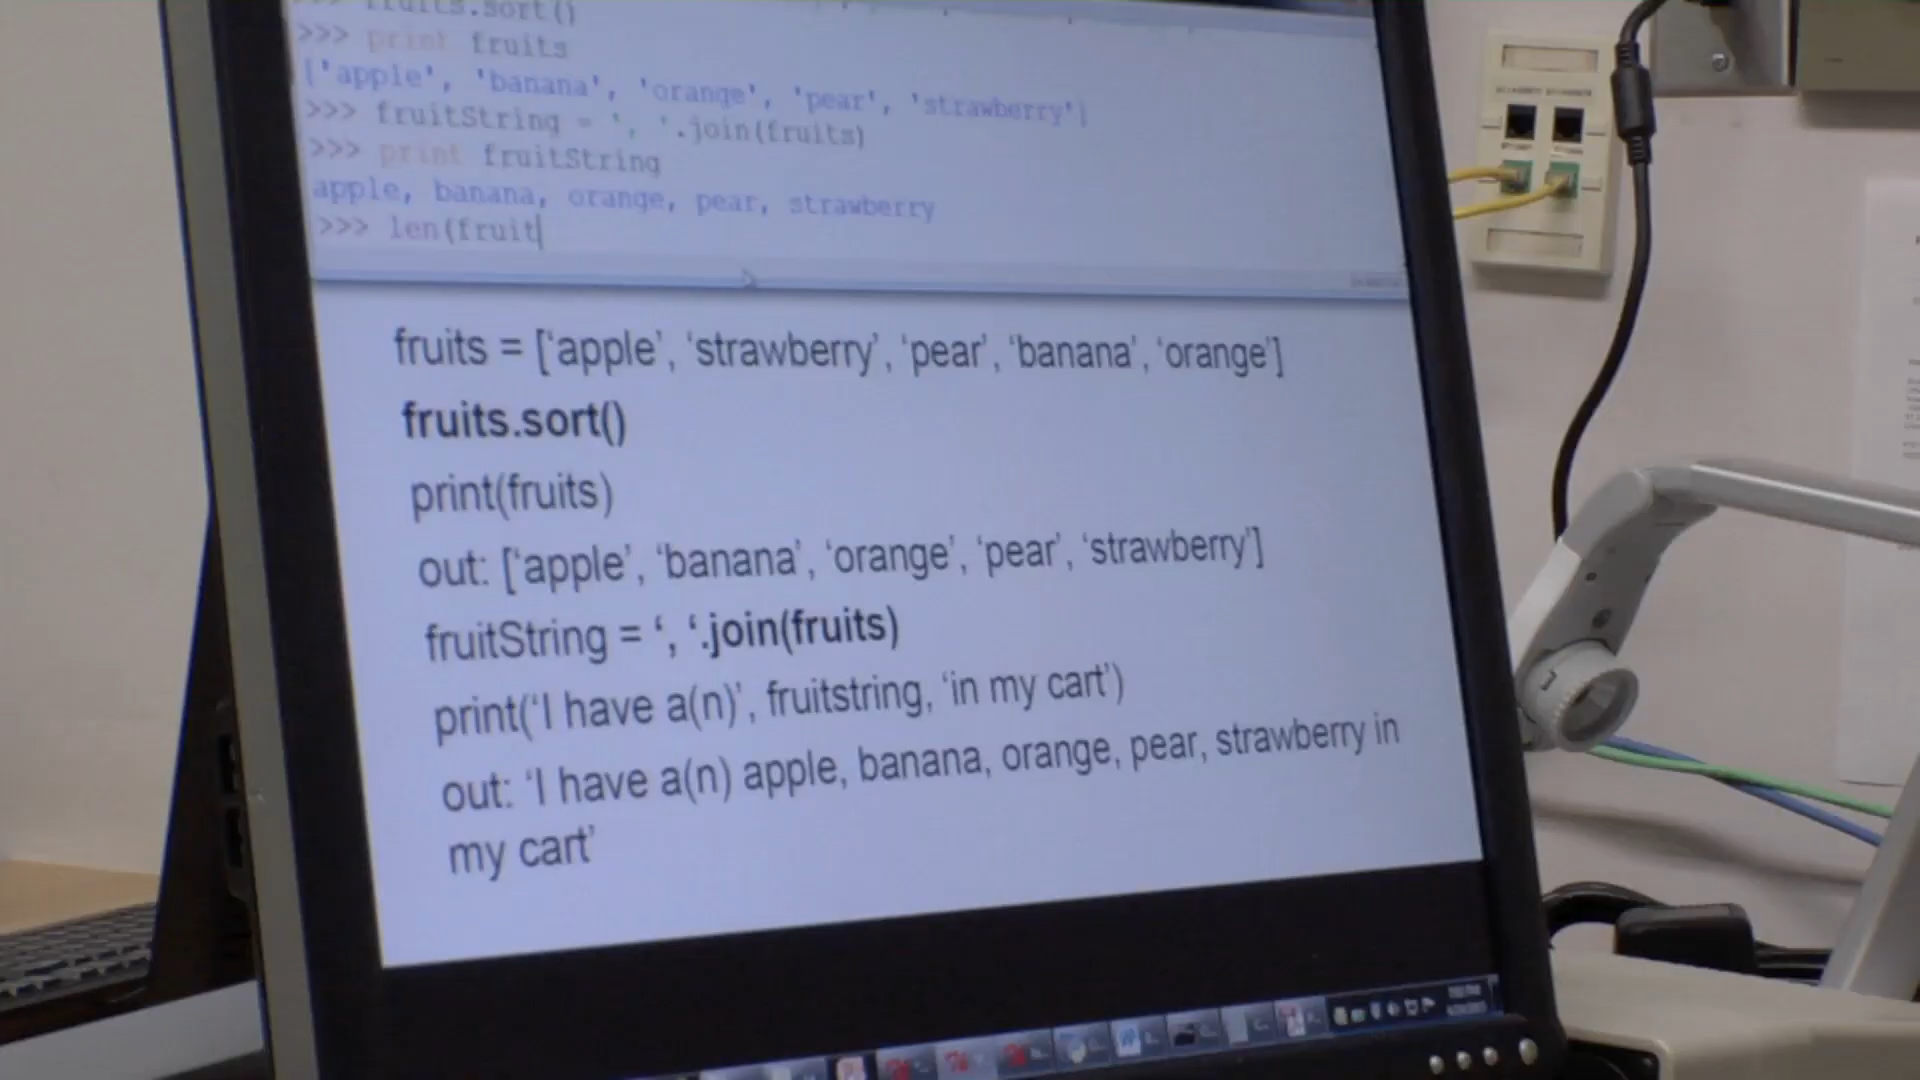 >>> fruits.sort()
>>> print fruits
['apple', 'banana', 'orange', 'pear', 'strawberry']
>>> fruitString = ', '.join(fruits)
>>> print fruitString
apple, banana, orange, pear, strawberry
>>> len(fruit
fruits = [‘apple’, ‘strawberry’, ‘pear’, ‘banana’, ‘orange’]
fruits.sort()
print(fruits)
out: [‘apple’, ‘banana’, ‘orange’, ‘pear’, ‘strawberry’]
fruitString = ‘, ‘.join(fruits)
print(‘I have a(n)’, fruitstring, ‘in my cart’)
out: ‘I have a(n) apple, banana, orange, pear, strawberry in
my cart’